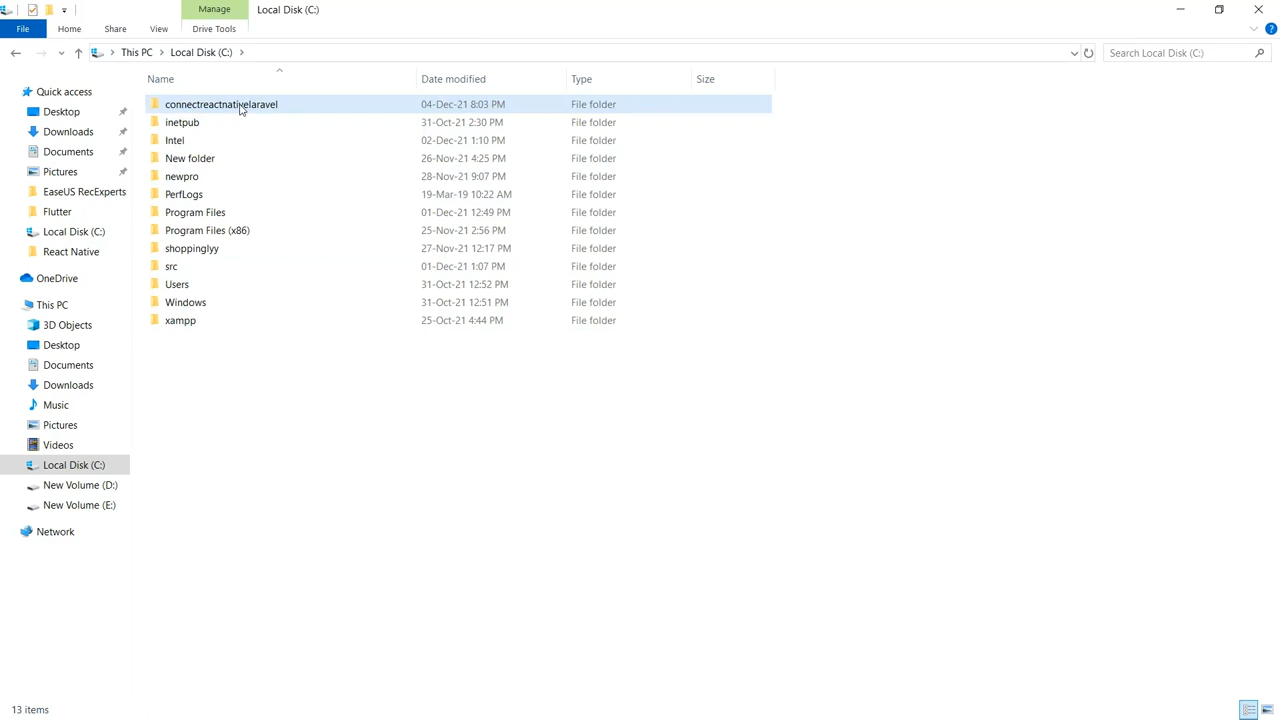 Manage
Local Disk (C:)
File
Home
Share
View
Drive Tools
This PC
Local Disk (C:)
Search Local Disk (C:)
Name
Date modified
Type
Size
Quick access
Desktop
Downloads
Documents
Pictures
EaseUS RecExperts
Flutter
Local Disk (C:)
React Native
OneDrive
This PC
3D Objects
Desktop
Documents
Downloads
Music
Pictures
Videos
Local Disk (C:)
New Volume (D:)
New Volume (E:)
Network
connectreactnativelaravel 04-Dec-21 8:03 PM File folder
inetpub 31-Oct-21 2:30 PM File folder
Intel 02-Dec-21 1:10 PM File folder
New folder 26-Nov-21 4:25 PM File folder
newpro 28-Nov-21 9:07 PM File folder
PerfLogs 19-Mar-19 10:22 AM File folder
Program Files 01-Dec-21 12:49 PM File folder
Program Files (x86) 25-Nov-21 2:56 PM File folder
shoppinglyy 27-Nov-21 12:17 PM File folder
src 01-Dec-21 1:07 PM File folder
Users 31-Oct-21 12:52 PM File folder
Windows 31-Oct-21 12:51 PM File folder
xampp 25-Oct-21 4:44 PM File folder
13 items